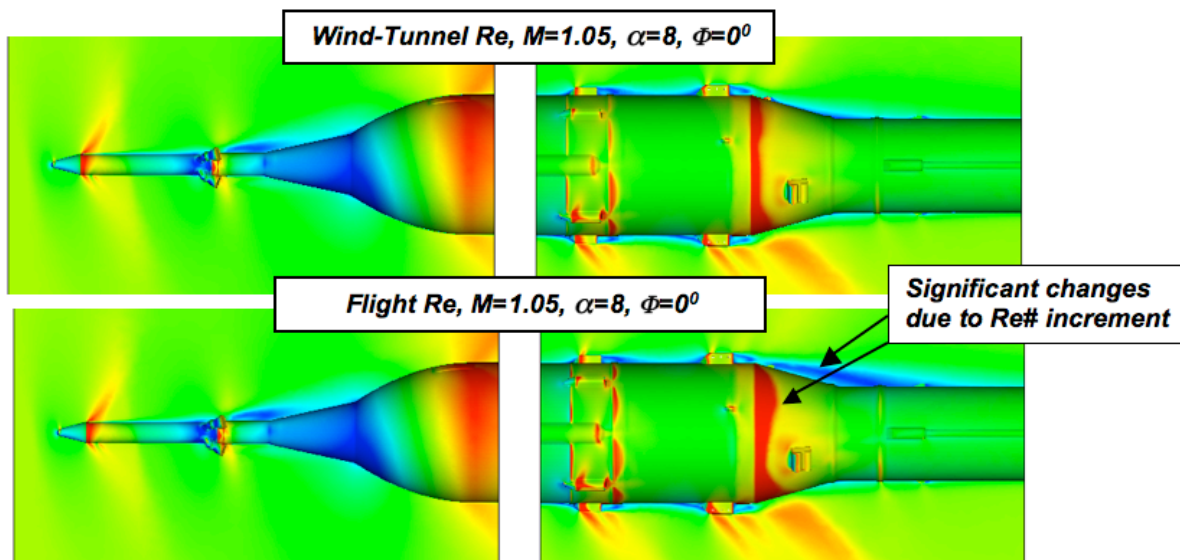 Wind-Tunnel Re, M=1.05, α=8, Φ=0⁰
Flight Re, M=1.05, α=8, Φ=0⁰
Significant changes
due to Re# increment